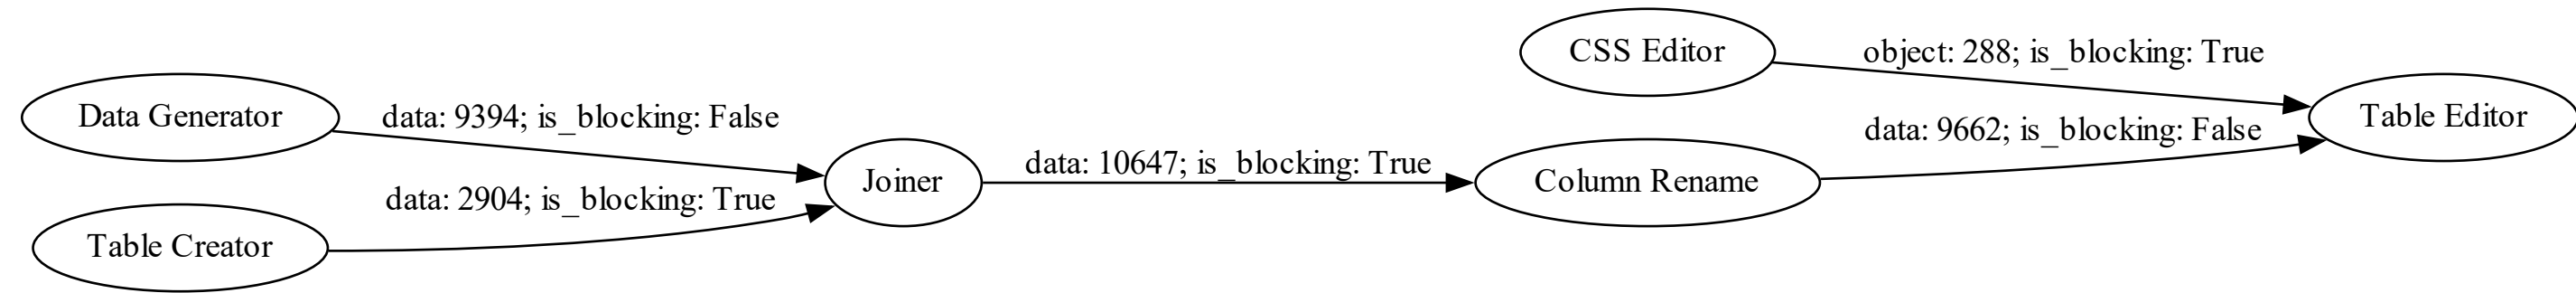 CSS Editor
object: 288; is_blocking: True
Data Generator
data: 9394; is_blocking: False
Table Editor
data: 9662; is_blocking: False
data: 10647; is_blocking: True
Joiner
Column Rename
data: 2904; is_blocking: True
Table Creator